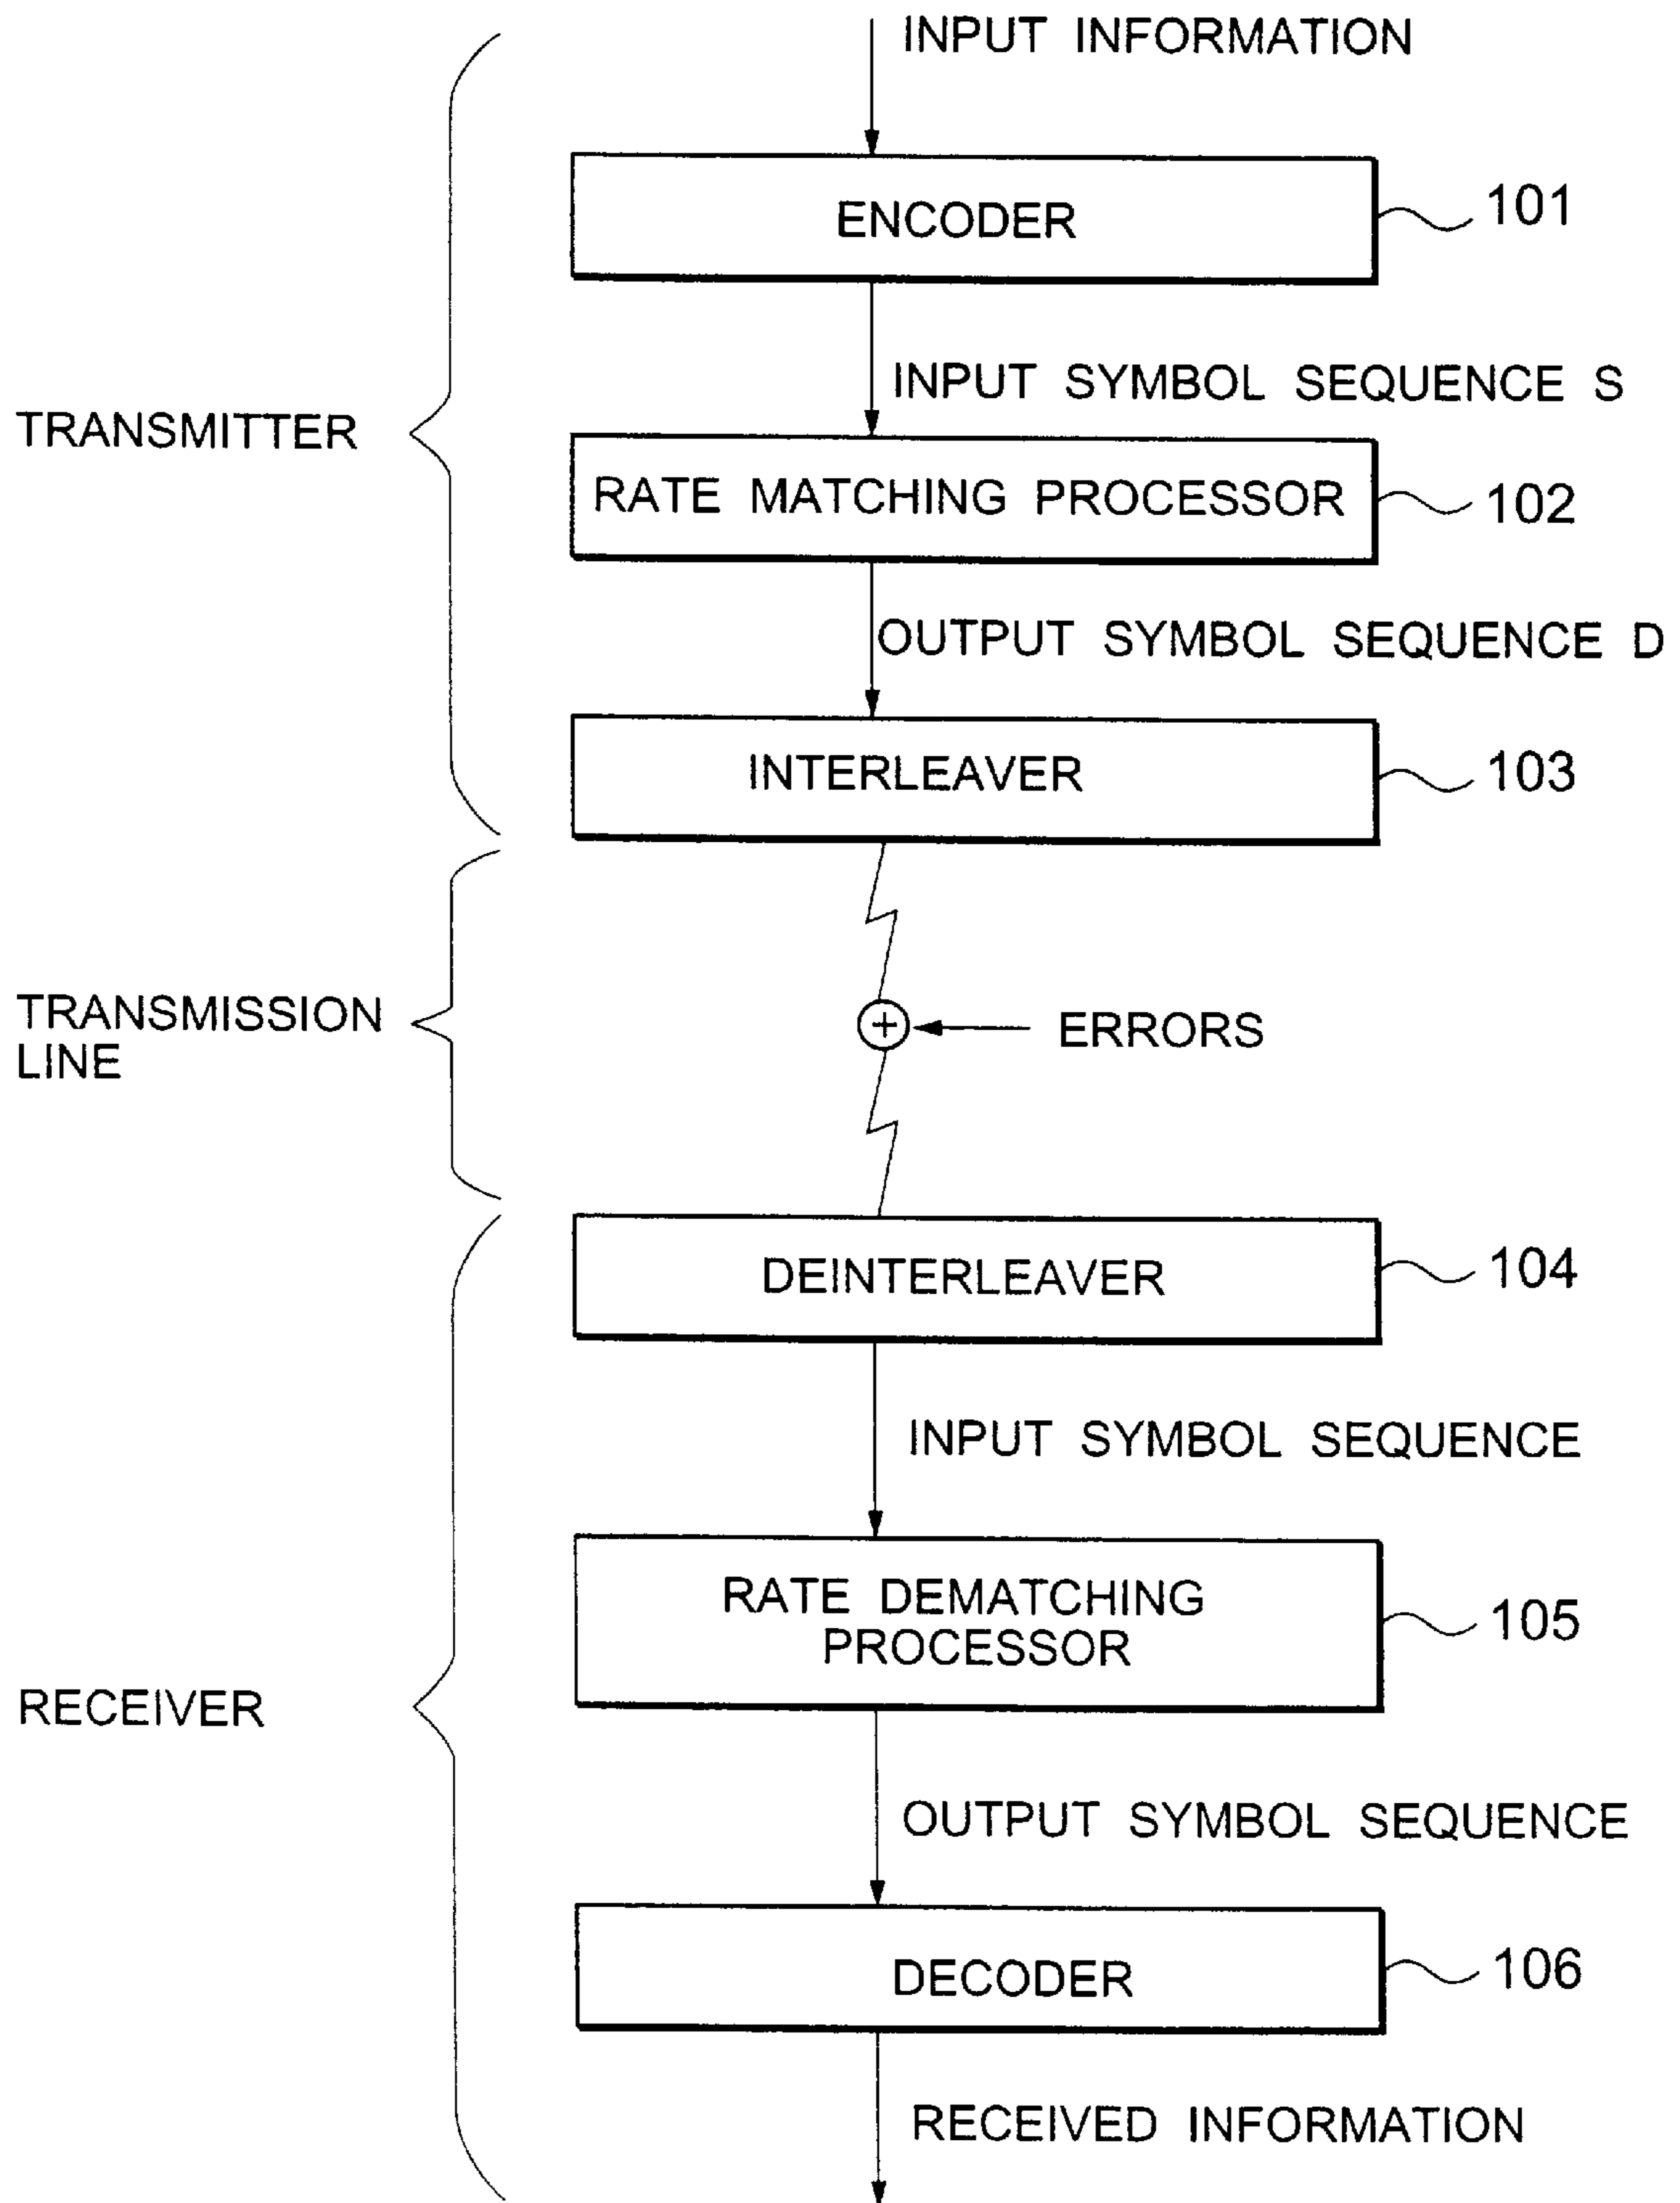 INPUT INFORMATION
ENCODER
101
INPUT SYMBOL SEQUENCE S
TRANSMITTER
RATE MATCHING PROCESSOR
102
OUTPUT SYMBOL SEQUENCE D
INTERLEAVER
103
TRANSMISSION
LINE
+
ERRORS
DEINTERLEAVER
104
INPUT SYMBOL SEQUENCE
RATE DEMATCHING
PROCESSOR
105
RECEIVER
OUTPUT SYMBOL SEQUENCE
DECODER
106
RECEIVED INFORMATION